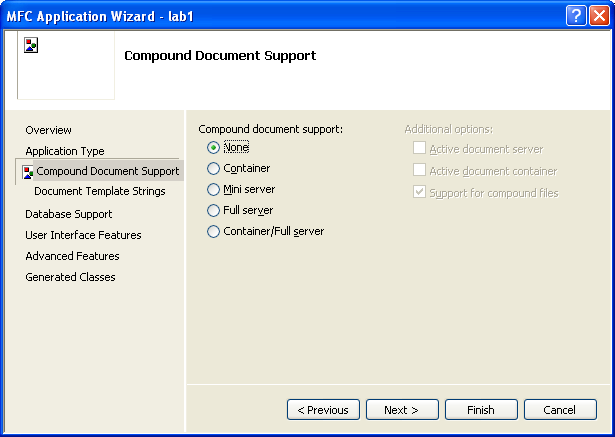 MFC Application Wizard - lab1
Compound Document Support
Overview
Application Type
Compound Document Support
Document Template Strings
Database Support
User Interface Features
Advanced Features
Generated Classes
Compound document support:
None
Container
Mini server
Full server
Container/Full server
Additional options:
Active document server
Active document container
Support for compound files
< Previous
Next >
Finish
Cancel